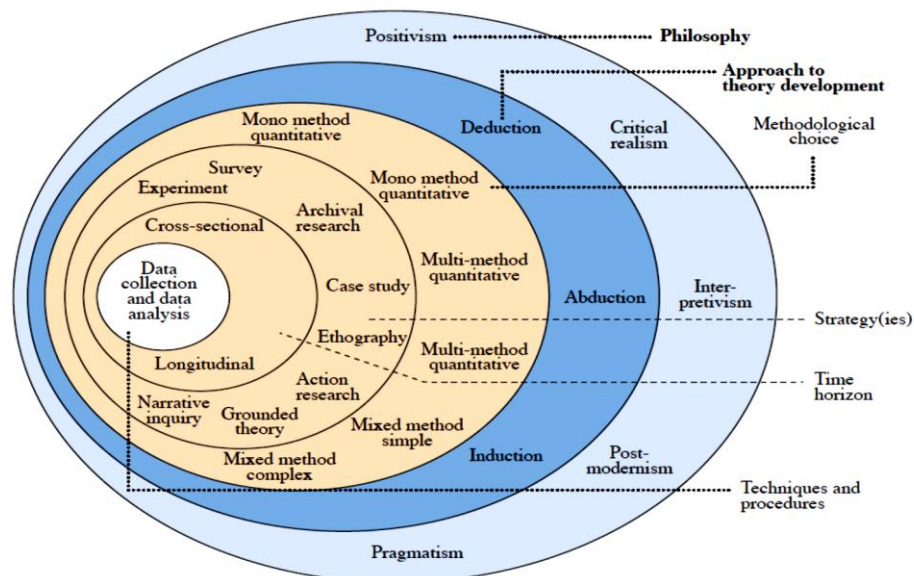 Positivism
Philosophy
Approach to
theory development
Mono method
quantitative
Deduction
Critical
realism
Methodological
choice
Survey
Mono method
quantitative
Experiment
Archival
research
Cross-sectional
Data
collection and data
analysis
Case study
Multi-method
quantitative
Abduction
Inter-
pretivism
Strategy(ies)
Ethography
Multi-method
quantitative
Longitudinal
Time
horizon
Action
research
Narrative
inquiry
Grounded
theory
Mixed method
simple
Mixed method
complex
Induction
Post-
modernism
Techniques and
procedures
Pragmatism